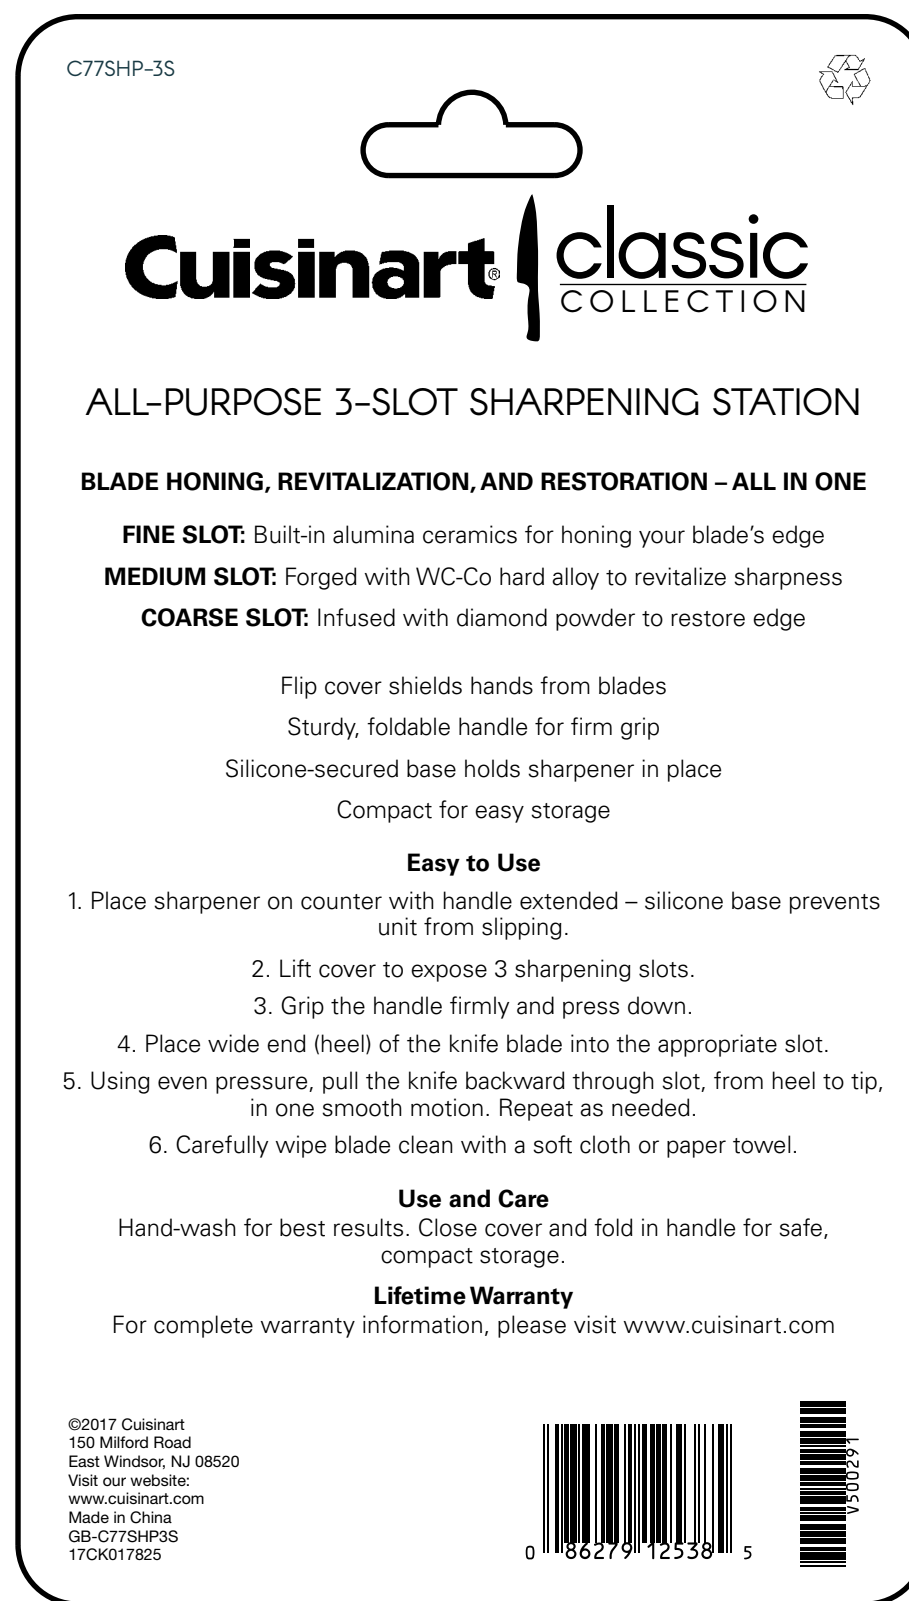 C77SHP-3S
Cuisinart® classic
COLLECTION
ALL-PURPOSE 3-SLOT SHARPENING STATION
BLADE HONING, REVITALIZATION, AND RESTORATION – ALL IN ONE
FINE SLOT: Built-in alumina ceramics for honing your blade's edge
MEDIUM SLOT: Forged with WC-Co hard alloy to revitalize sharpness
COARSE SLOT: Infused with diamond powder to restore edge
Flip cover shields hands from blades
Sturdy, foldable handle for firm grip
Silicone-secured base holds sharpener in place
Compact for easy storage
Easy to Use
1. Place sharpener on counter with handle extended – silicone base prevents
unit from slipping.
2. Lift cover to expose 3 sharpening slots.
3. Grip the handle firmly and press down.
4. Place wide end (heel) of the knife blade into the appropriate slot.
5. Using even pressure, pull the knife backward through slot, from heel to tip,
in one smooth motion. Repeat as needed.
6. Carefully wipe blade clean with a soft cloth or paper towel.
Use and Care
Hand-wash for best results. Close cover and fold in handle for safe,
compact storage.
Lifetime Warranty
For complete warranty information, please visit www.cuisinart.com
©2017 Cuisinart
150 Milford Road
East Windsor, NJ 08520
Visit our website:
www.cuisinart.com
Made in China
GB-C77SHP3S
17CK017825
0 86279 12538 5
V500291